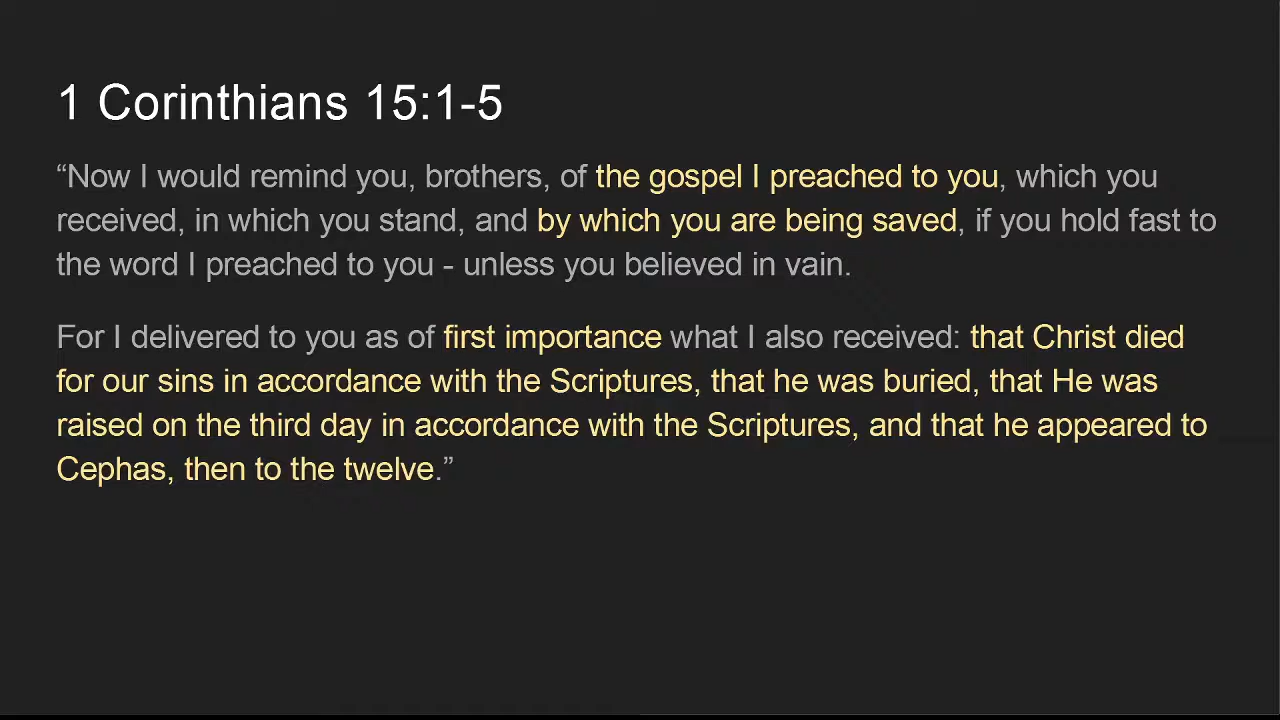 1 Corinthians 15:1-5
“Now I would remind you, brothers, of the gospel I preached to you, which you
received, in which you stand, and by which you are being saved, if you hold fast to
the word I preached to you - unless you believed in vain.
For I delivered to you as of first importance what I also received: that Christ died
for our sins in accordance with the Scriptures, that he was buried, that He was
raised on the third day in accordance with the Scriptures, and that he appeared to
Cephas, then to the twelve.”